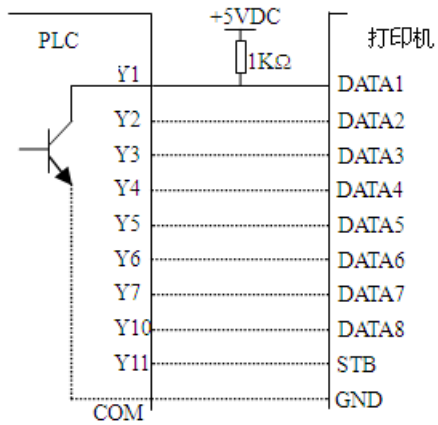 +5VDC
PLC 打印机
1KΩ
Y1 DATA1
Y2 DATA2
Y3 DATA3
Y4 DATA4
Y5 DATA5
Y6 DATA6
Y7 DATA7
Y10 DATA8
Y11 STB
COM GND